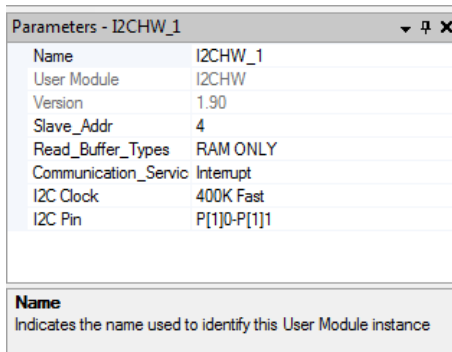 Parameters - I2CHW_1
Name I2CHW_1
User Module I2CHW
Version 1.90
Slave_Addr 4
Read_Buffer_Types RAM ONLY
Communication_Servic Interrupt
I2C Clock 400K Fast
I2C Pin P[1]0-P[1]1
Name
Indicates the name used to identify this User Module instance